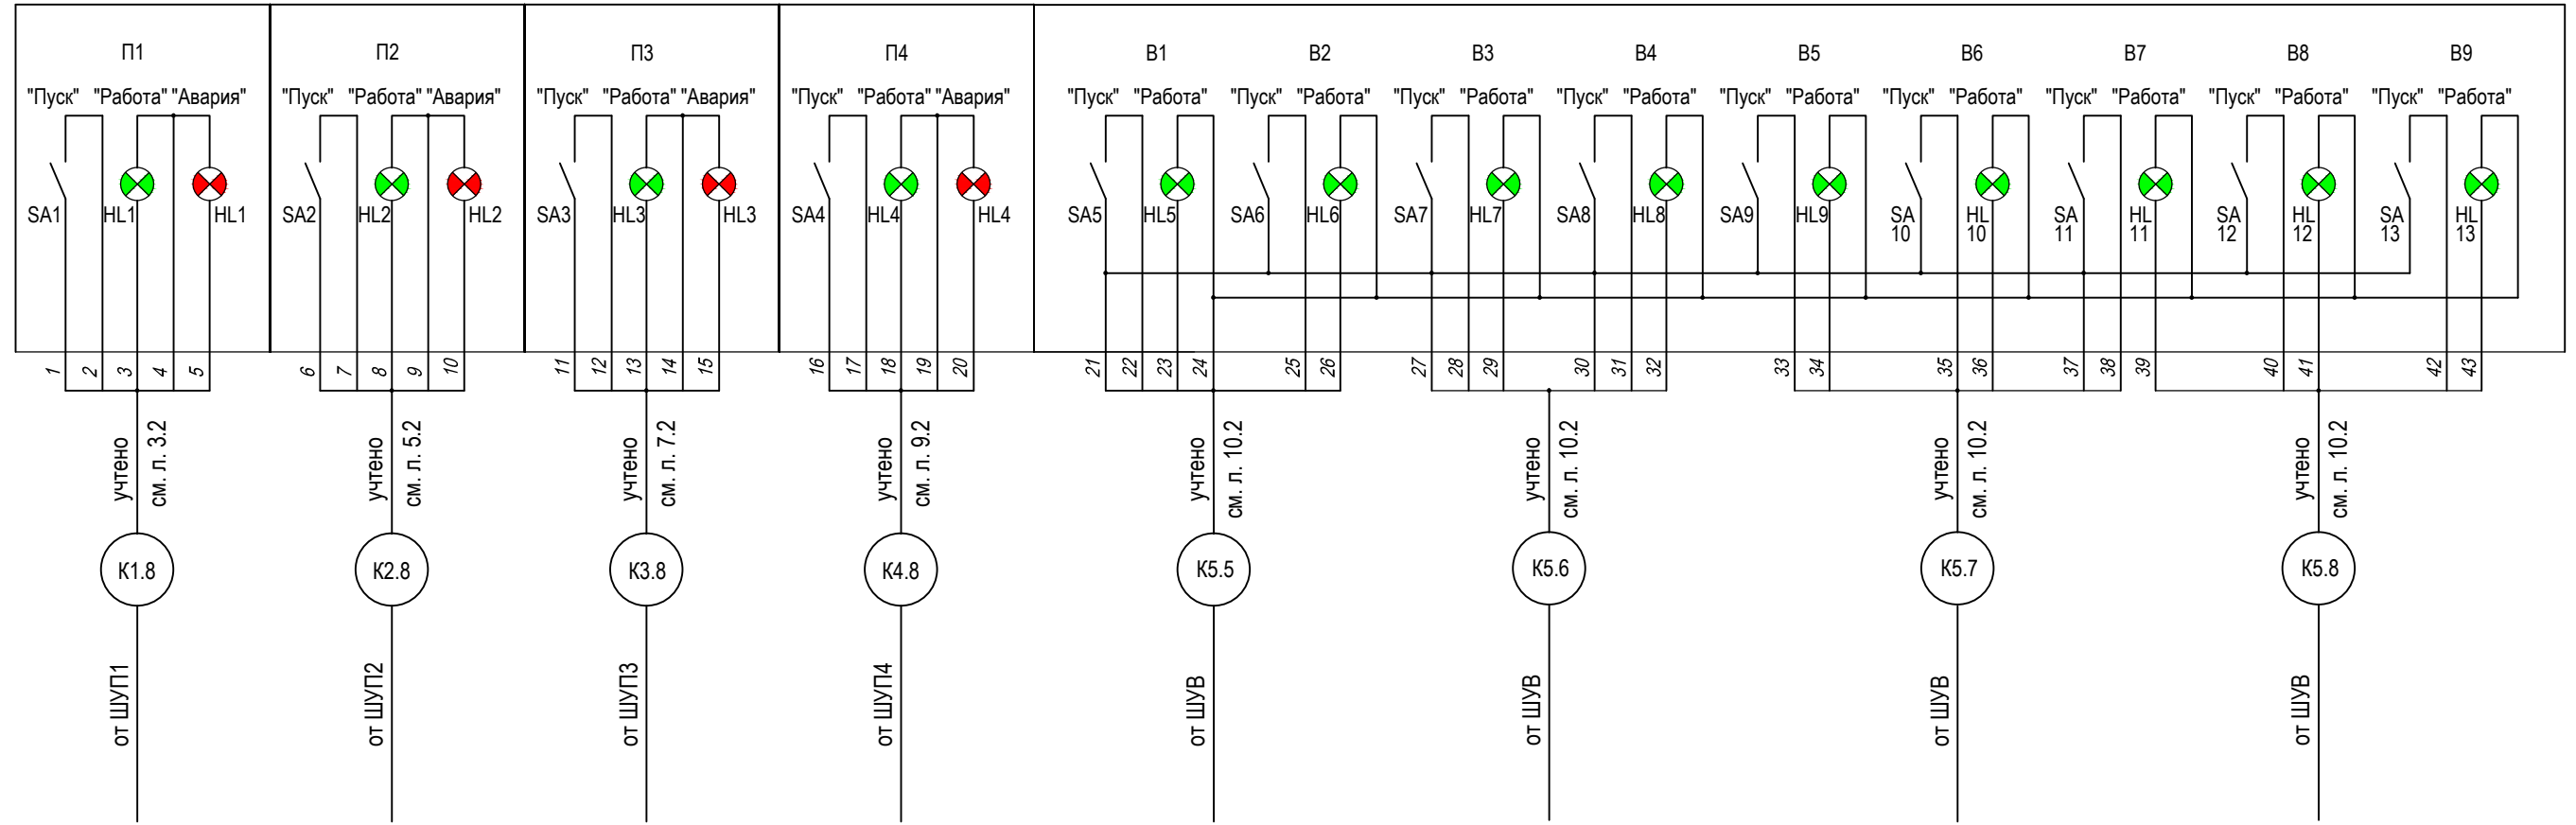 П1 П2 П3 П4 В1 В2 В3 В4 В5 В6 В7 В8 В9
"Пуск" "Работа" "Авария" "Пуск" "Работа" "Авария" "Пуск" "Работа" "Авария" "Пуск" "Работа" "Авария" "Пуск" "Работа" "Пуск" "Работа" "Пуск" "Работа" "Пуск" "Работа" "Пуск" "Работа" "Пуск" "Работа" "Пуск" "Работа" "Пуск" "Работа" "Пуск" "Работа"
SA1 HL1 HL1 SA2 HL2 HL2 SA3 HL3 HL3 SA4 HL4 HL4 SA5 HL5 SA6 HL6 SA7 HL7 SA8 HL8 SA9 HL9 SA HL SA HL SA HL SA HL
10 10 11 11 12 12 13 13
1 2 3 4 5 6 7 8 9 10 11 12 13 14 15 16 17 18 19 20 21 22 23 24 25 26 27 28 29 30 31 32 33 34 35 36 37 38 39 40 41 42 43
учтено
см. л. 3.2
учтено
см. л. 5.2
учтено
см. л. 7.2
учтено
см. л. 9.2
учтено
см. л. 10.2
учтено
см. л. 10.2
учтено
см. л. 10.2
учтено
см. л. 10.2
К1.8 К2.8 К3.8 К4.8 К5.5 К5.6 К5.7 К5.8
от ШУП1
от ШУП2
от ШУП3
от ШУП4
от ШУВ
от ШУВ
от ШУВ
от ШУВ